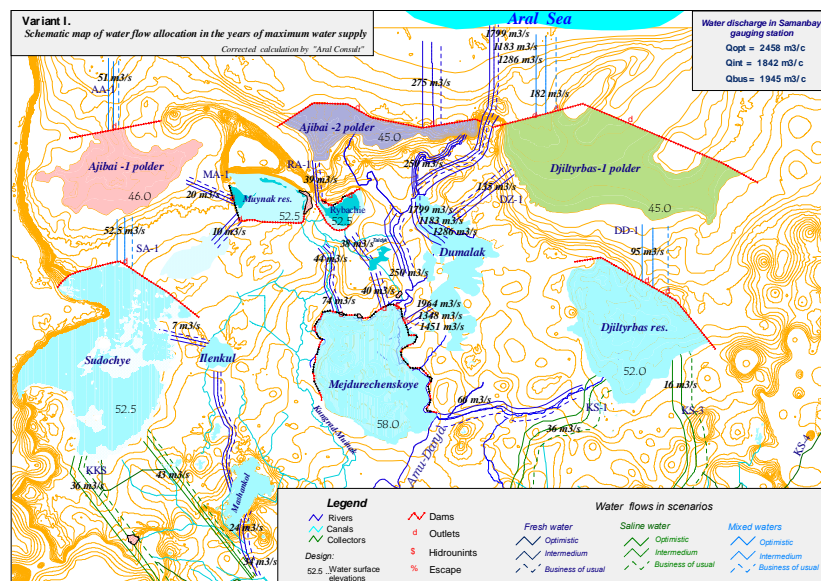 Variant I.
Schematic map of water flow allocation in the years of maximum water supply
Corrected calculation by "Aral Consult"
Aral Sea
Water discharge in Samanbay
gauging station
Qopt = 2458 m3/c
Qint = 1842 m3/c
Qbus = 1945 m3/c
1799 m3/s
1183 m3/s
1286 m3/s
51 m3/s
AA-1
275 m3/s
182 m3/s
d
Ajibai -2 polder
45.0
Ajibai -1 polder
46.0
MA-1
20 m3/s
RA-1
39 m3/s
250 m3/s
Djiltyrbas-1 polder
45.0
135 m3/s
DZ-1
Muynak res.
52.5
Rybachie
52.5
1799 m3/s
1183 m3/s
1286 m3/s
10 m3/s
52.5 m3/s
SA-1
38 m3/s
44 m3/s
250 m3/s
Dumalak
DD-1
95 m3/s
40 m3/s
74 m3/s
1964 m3/s
1348 m3/s
1451 m3/s
7 m3/s
Ilenkul
Sudochye
52.5
Djiltyrbas res.
52.0
Mejdurechenskoye
58.0
66 m3/s
16 m3/s
KS-1
KS-3
36 m3/s
KS-4
Amu-Darya
KKS
36 m3/s
43 m3/s
24 m3/s
Legend
Rivers
Canals
Collectors
Design:
52.5 ... Water surface
elevations
Dams
d Outlets
$ Hidrounints
% Escape
Water flows in scenarios
Fresh water
Optimistic
Intermedium
Business of usual
Saline water
Optimistic
Intermedium
Business of usual
Mixed waters
Optimistic
Intermedium
Business of usual